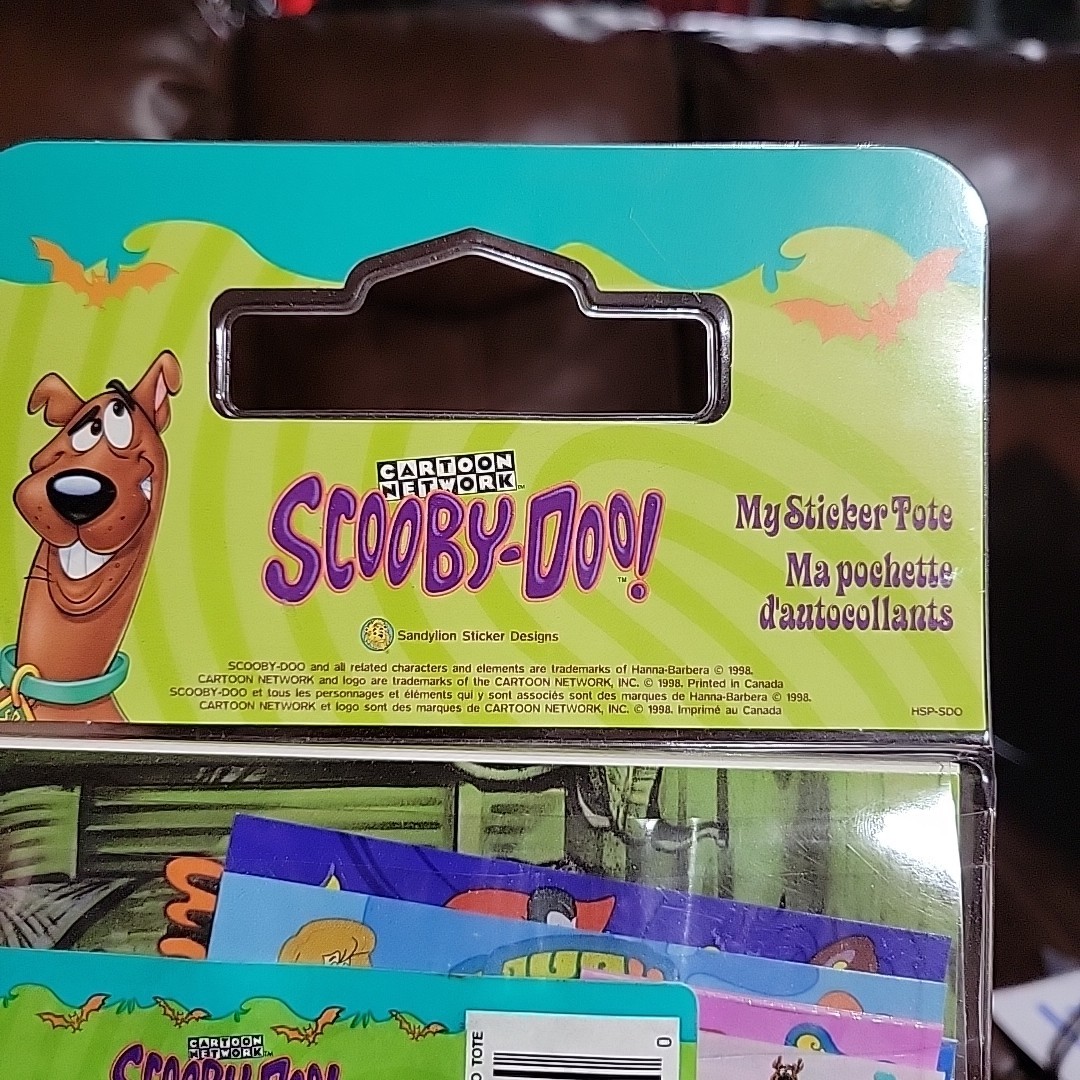 CARTOON
NETWORK™
SCOOBY-DOO!™
My Sticker Tote
Ma pochette
d'autocollants
Sandylion Sticker Designs
SCOOBY-DOO and all related characters and elements are trademarks of Hanna-Barbera © 1998.
CARTOON NETWORK and logo are trademarks of the CARTOON NETWORK, INC. © 1998. Printed in Canada
SCOOBY-DOO et tous les personnages et éléments qui y sont associés sont des marques de Hanna-Barbera © 1998.
CARTOON NETWORK et logo sont des marques de CARTOON NETWORK, INC. © 1998. Imprimé au Canada
HSP-SDO
CARTOON
NETWORK™
SCOOBY-DOO!
TOTE
0